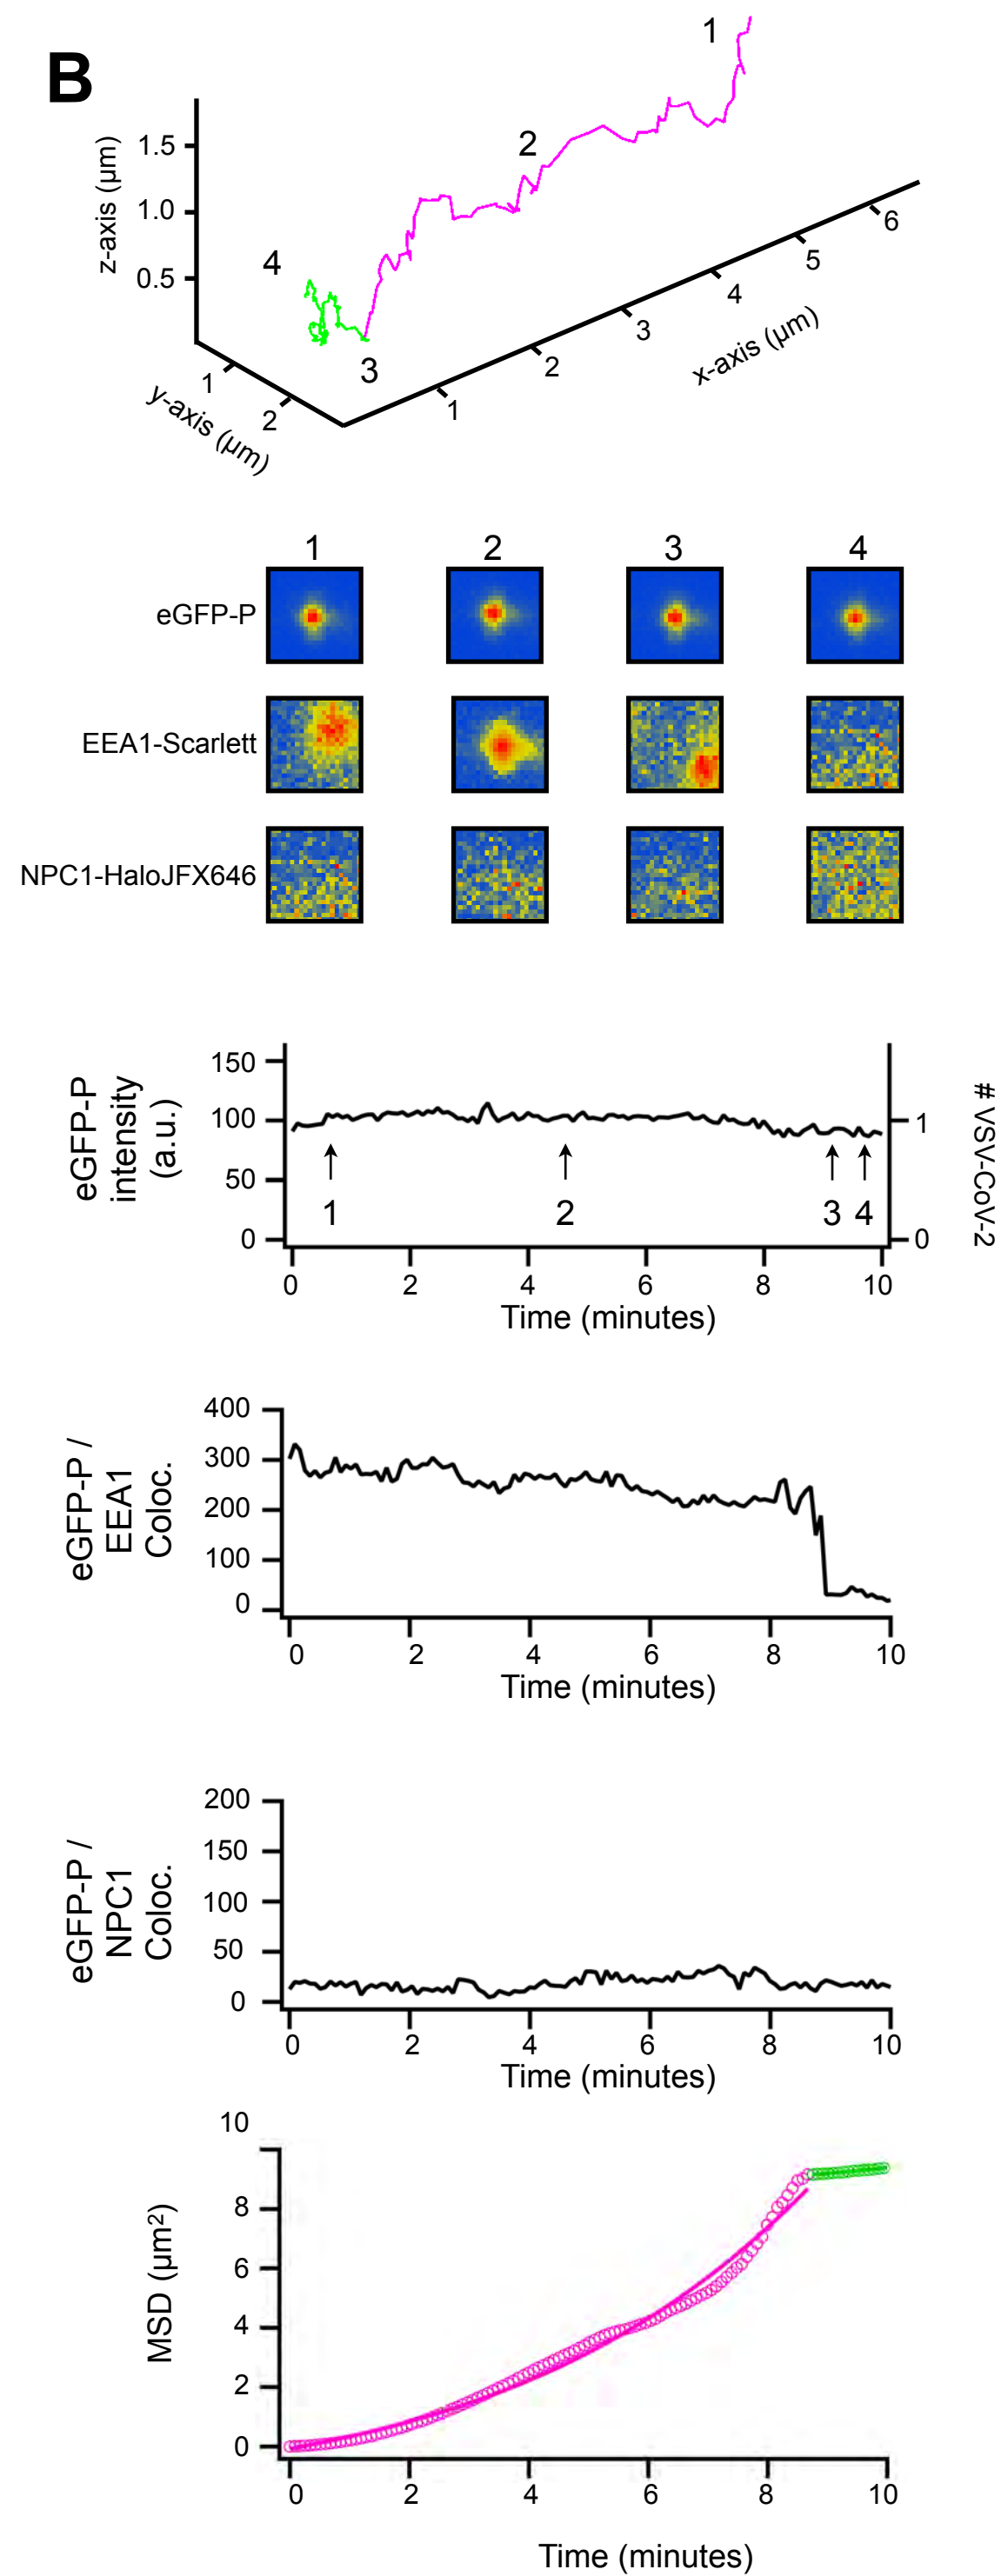 B
1
2
3
4
z-axis (μm)
1.5
1.0
0.5
y-axis (μm)
1
2
x-axis (μm)
1
2
3
4
5
6
1 2 3 4
eGFP-P
EEA1-Scarlett
NPC1-HaloJFX646
eGFP-P
intensity
(a.u.)
150
100
50
0
1 2 3 4
1
0
# VSV-CoV-2
0 2 4 6 8 10
Time (minutes)
eGFP-P /
EEA1
Coloc.
400
300
200
100
0
0 2 4 6 8 10
Time (minutes)
eGFP-P /
NPC1
Coloc.
200
150
100
50
0
0 2 4 6 8 10
Time (minutes)
MSD (μm²)
10
8
6
4
2
0
0 2 4 6 8 10
Time (minutes)